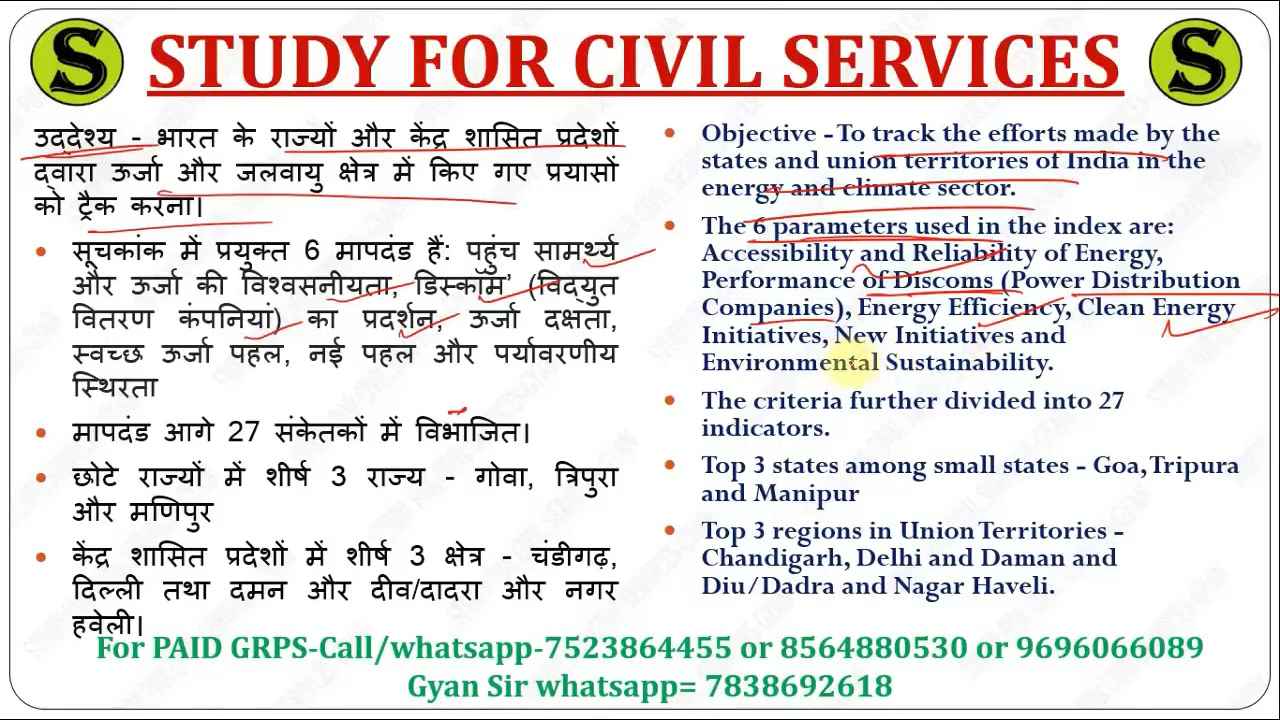 S STUDY FOR CIVIL SERVICES S
उद्देश्य - भारत के राज्यों और केंद्र शासित प्रदेशों
द्वारा ऊर्जा और जलवायु क्षेत्र में किए गए प्रयासों
को ट्रैक करना।
• सूचकांक में प्रयुक्त 6 मापदंड हैं: पहुंच सामर्थ्य
और ऊर्जा की विश्वसनीयता, डिस्कॉम' (विद्युत
वितरण कंपनियां) का प्रदर्शन, ऊर्जा दक्षता,
स्वच्छ ऊर्जा पहल, नई पहल और पर्यावरणीय
स्थिरता
• मापदंड आगे 27 संकेतकों में विभाजित।
• छोटे राज्यों में शीर्ष 3 राज्य - गोवा, त्रिपुरा
और मणिपुर
• केंद्र शासित प्रदेशों में शीर्ष 3 क्षेत्र - चंडीगढ़,
दिल्ली तथा दमन और दीव/दादरा और नगर
हवेली।
• Objective -To track the efforts made by the
states and union territories of India in the
energy and climate sector.
• The 6 parameters used in the index are:
Accessibility and Reliability of Energy,
Performance of Discoms (Power Distribution
Companies), Energy Efficiency, Clean Energy
Initiatives, New Initiatives and
Environmental Sustainability.
• The criteria further divided into 27
indicators.
• Top 3 states among small states - Goa, Tripura
and Manipur
• Top 3 regions in Union Territories -
Chandigarh, Delhi and Daman and
Diu/Dadra and Nagar Haveli.
For PAID GRPS-Call/whatsapp-7523864455 or 8564880530 or 9696066089
Gyan Sir whatsapp= 7838692618